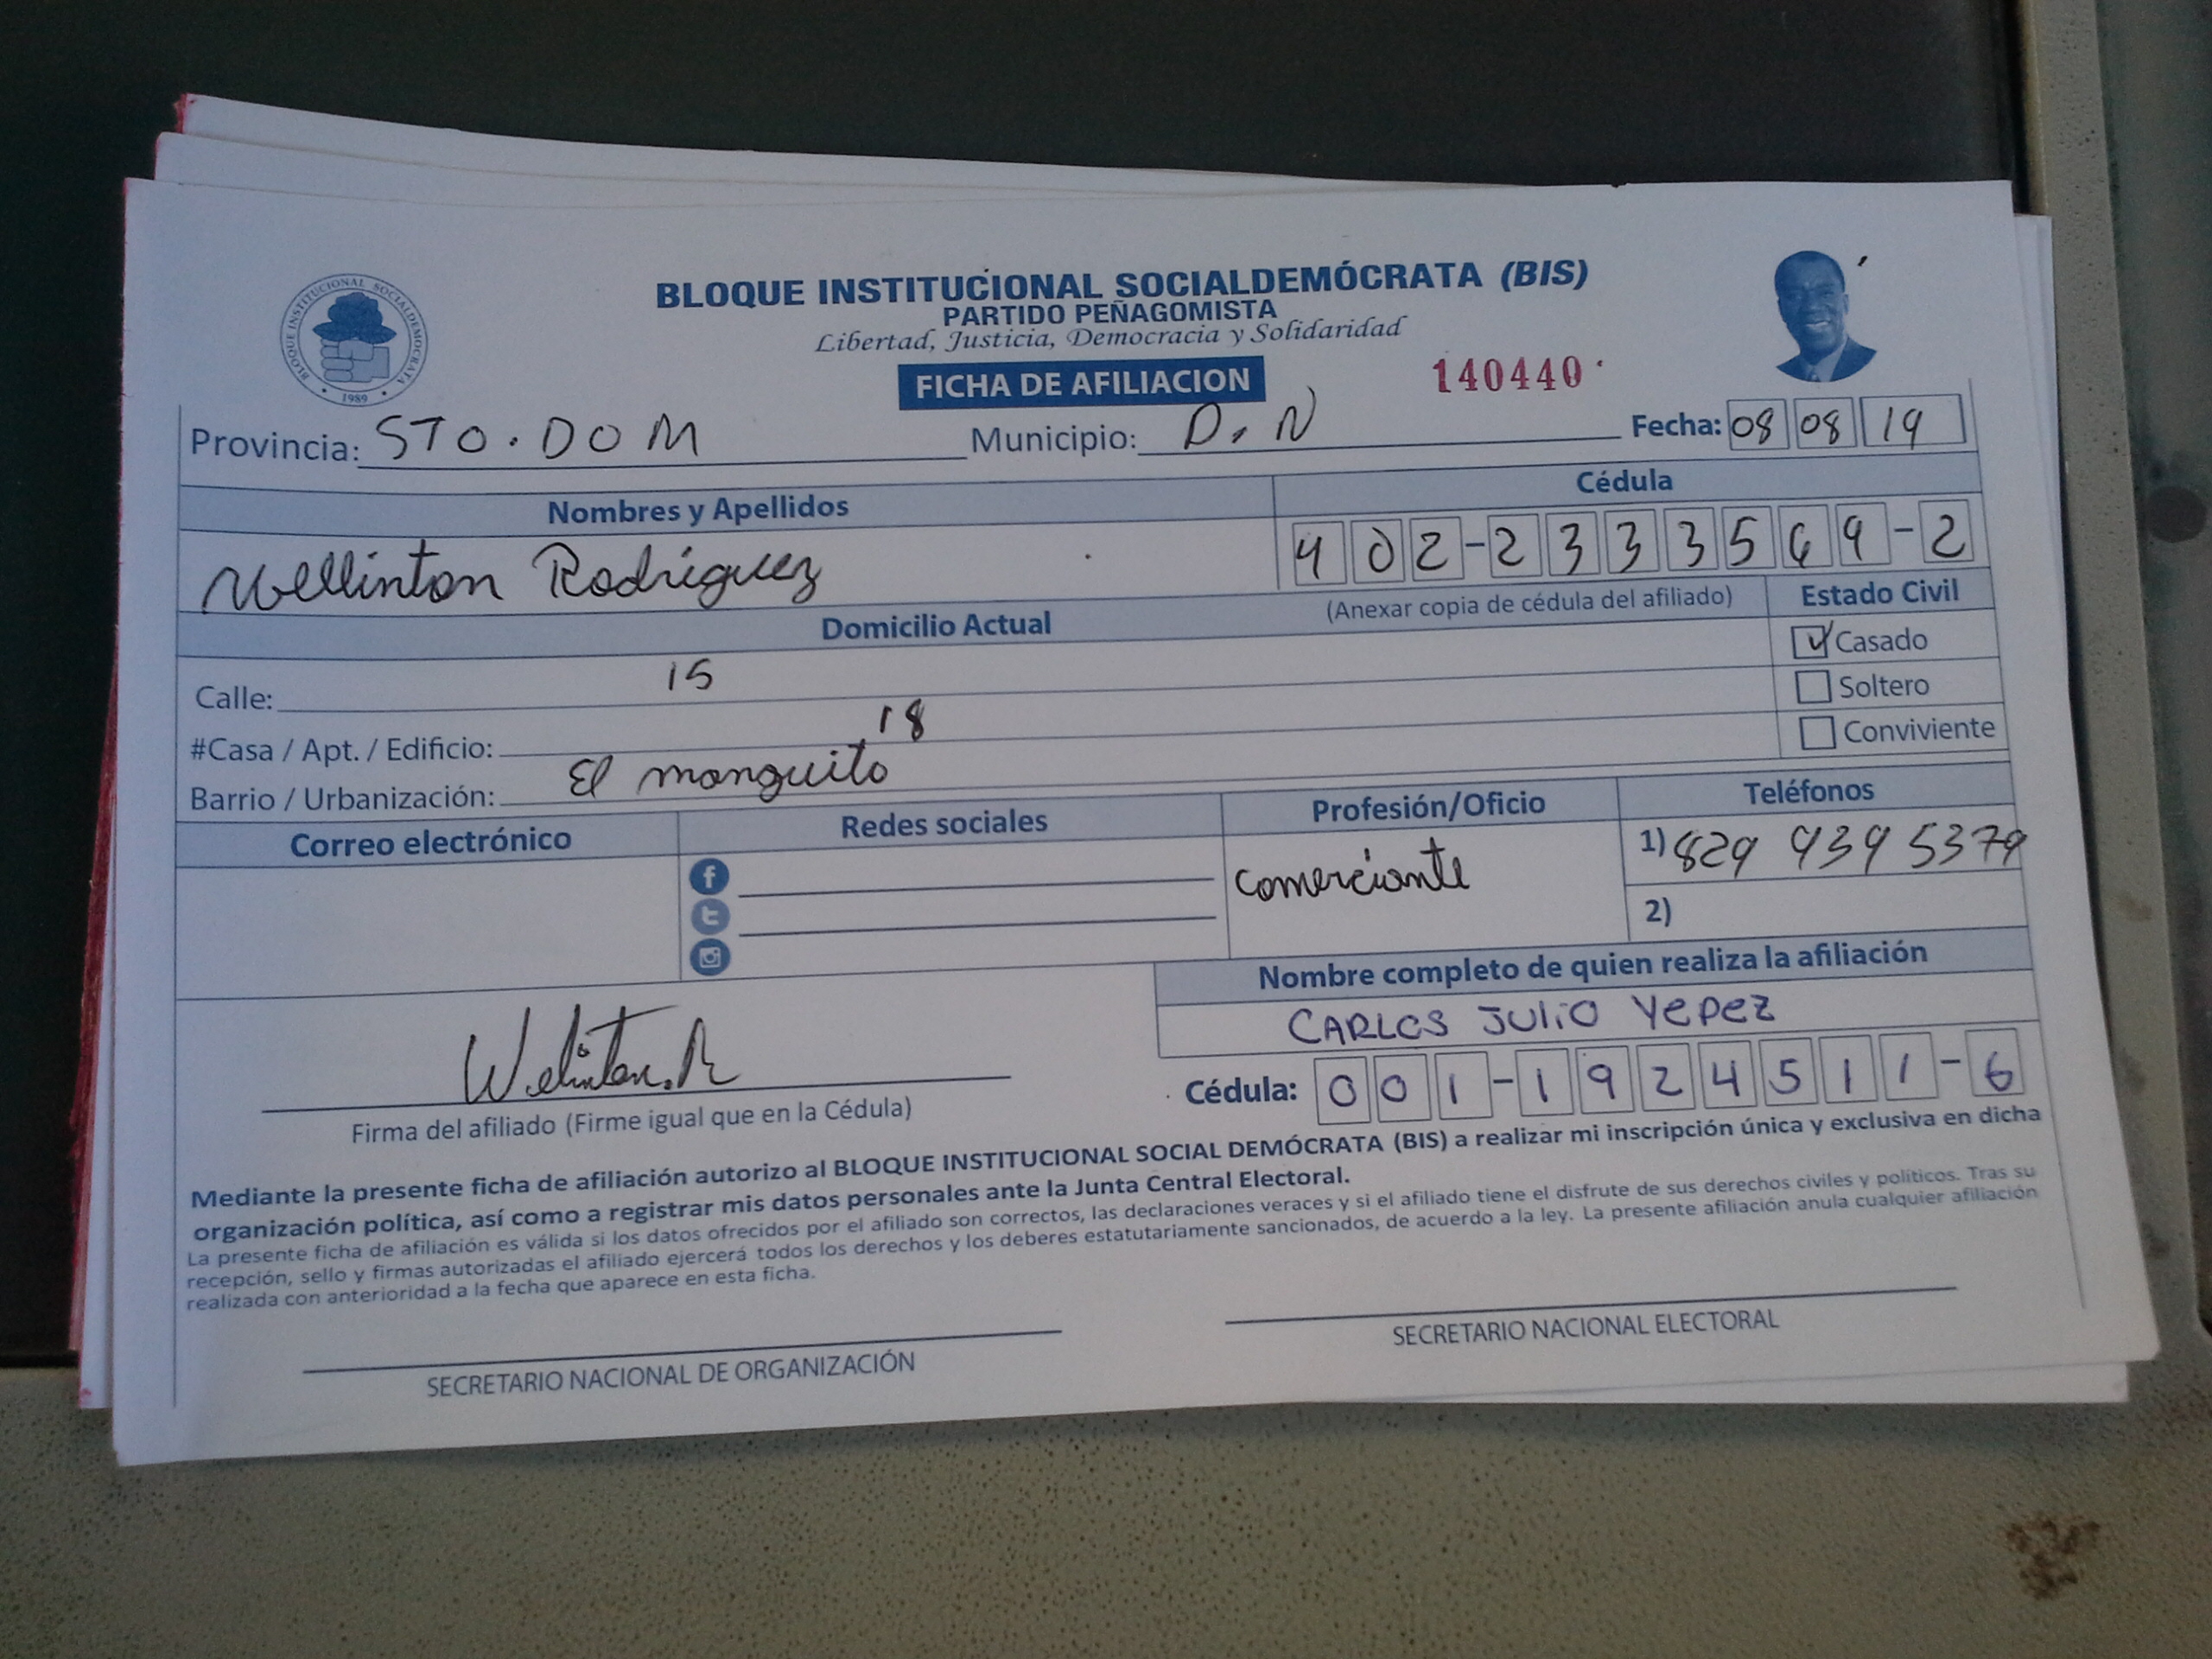 BLOQUE INSTITUCIONAL SOCIALDEMÓCRATA (BIS)
PARTIDO PEÑAGOMISTA
Libertad, Justicia, Democracia y Solidaridad
BLOQUE INSTITUCIONAL SOCIALDEMOCRATA
1989
FICHA DE AFILIACION
140440
Provincia: STO. DOM Municipio: D. N Fecha: 08 08 19
Nombres y Apellidos Cédula
Wellinton Rodriguez 402-2333569-2
Domicilio Actual (Anexar copia de cédula del afiliado) Estado Civil
Calle: 15 Casado
#Casa / Apt. / Edificio: 18 Soltero
Barrio / Urbanización: El manguito Conviviente
Correo electrónico Redes sociales Profesión/Oficio Teléfonos
comerciante 1) 829 939 5379
2)
Nombre completo de quien realiza la afiliación
CARLOS JULIO YEPEZ
Cédula: 001-1924511-6
Welinton. R
Firma del afiliado (Firme igual que en la Cédula)
Mediante la presente ficha de afiliación autorizo al BLOQUE INSTITUCIONAL SOCIAL DEMÓCRATA (BIS) a realizar mi inscripción única y exclusiva en dicha
organización política, así como a registrar mis datos personales ante la Junta Central Electoral.
La presente ficha de afiliación es válida si los datos ofrecidos por el afiliado son correctos, las declaraciones veraces y si el afiliado tiene el disfrute de sus derechos civiles y políticos. Tras su
recepción, sello y firmas autorizadas el afiliado ejercerá todos los derechos y los deberes estatutariamente sancionados, de acuerdo a la ley. La presente afiliación anula cualquier afiliación
realizada con anterioridad a la fecha que aparece en esta ficha.
SECRETARIO NACIONAL DE ORGANIZACIÓN SECRETARIO NACIONAL ELECTORAL